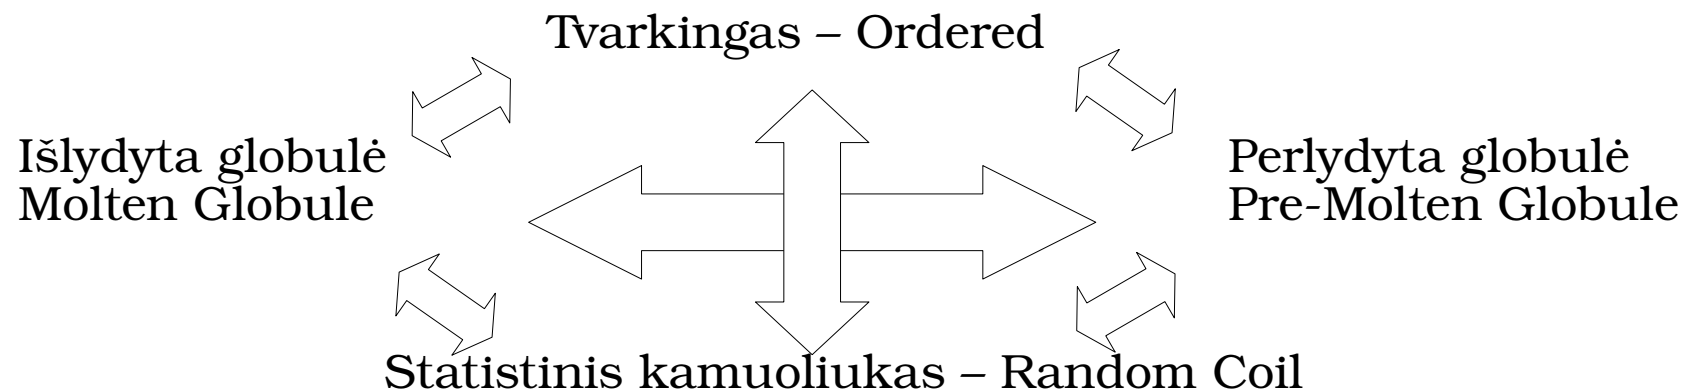 Tvarkingas – Ordered
Išlydyta globulė
Molten Globule
Perlydyta globulė
Pre-Molten Globule
Statistinis kamuoliukas – Random Coil